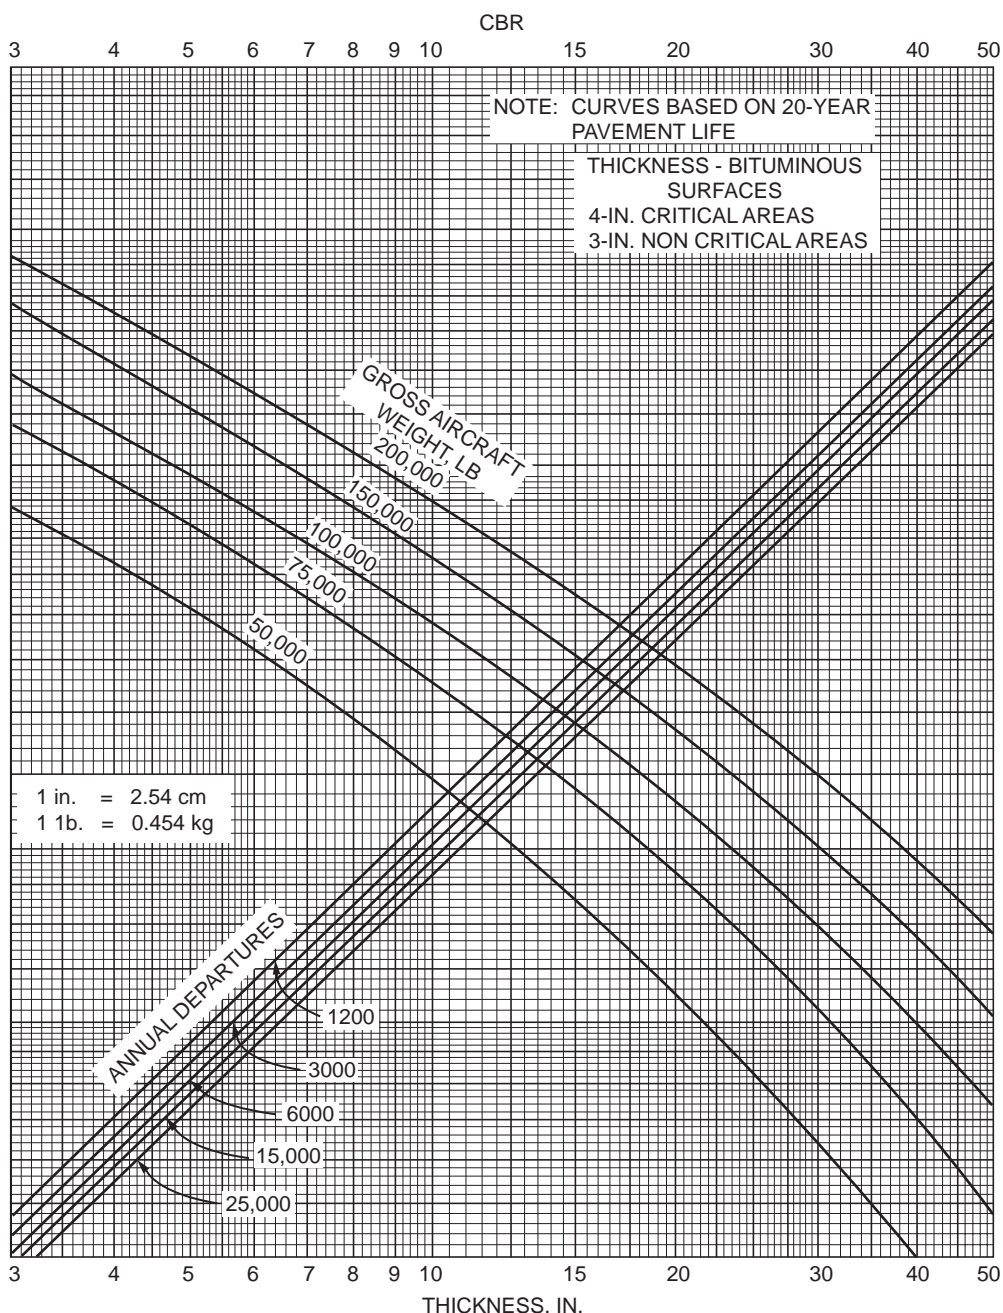 CBR
3 4 5 6 7 8 9 10 15 20 30 40 50
NOTE: CURVES BASED ON 20-YEAR
PAVEMENT LIFE
THICKNESS - BITUMINOUS
SURFACES
4-IN. CRITICAL AREAS
3-IN. NON CRITICAL AREAS
GROSS AIRCRAFT
WEIGHT, LB
200,000
150,000
100,000
75,000
50,000
1 in. = 2.54 cm
1 1b. = 0.454 kg
ANNUAL DEPARTURES
1200
3000
6000
15,000
25,000
3 4 5 6 7 8 9 10 15 20 30 40 50
THICKNESS, IN.